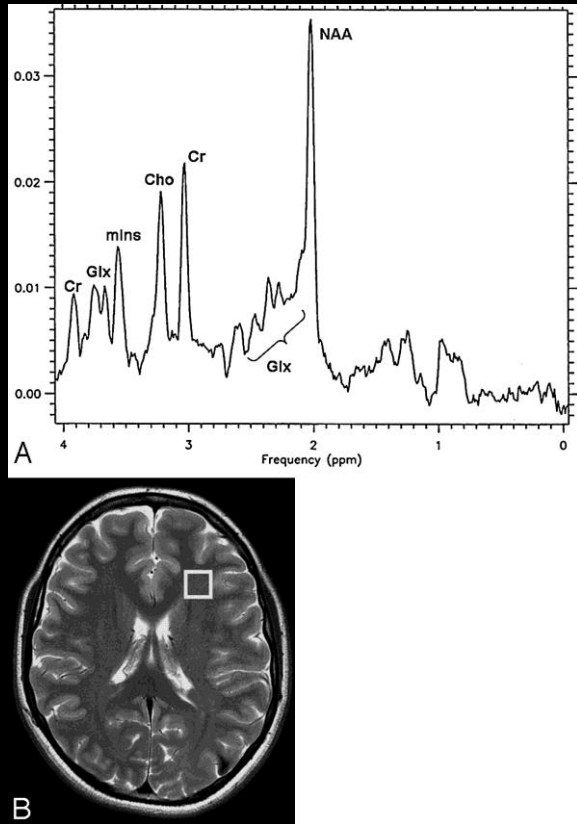 NAA
0.03
Cr
Cho
0.02
mIns
Glx
Cr
0.01
Glx
0.00
4 3 2 1 0
Frequency (ppm)
A
B